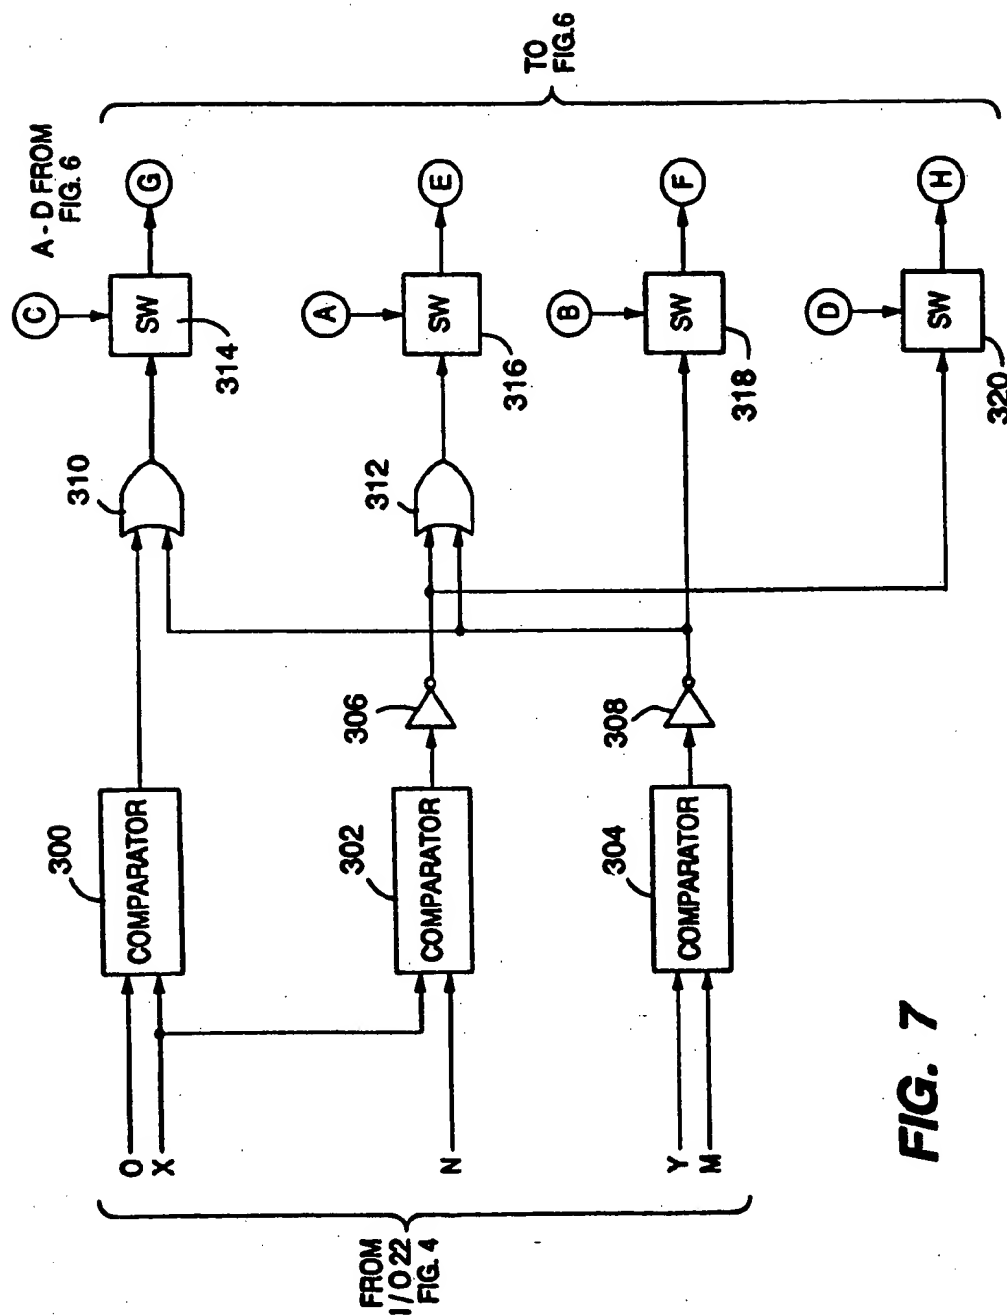 A - D FROM
FIG. 6
C
A
B
D
SW
G
314
SW
E
316
SW
F
318
SW
H
320
TO
FIG.6
310
312
306
308
300
COMPARATOR
302
COMPARATOR
304
COMPARATOR
O
X
N
Y
M
FROM
I/O 22
FIG. 4
FIG. 7